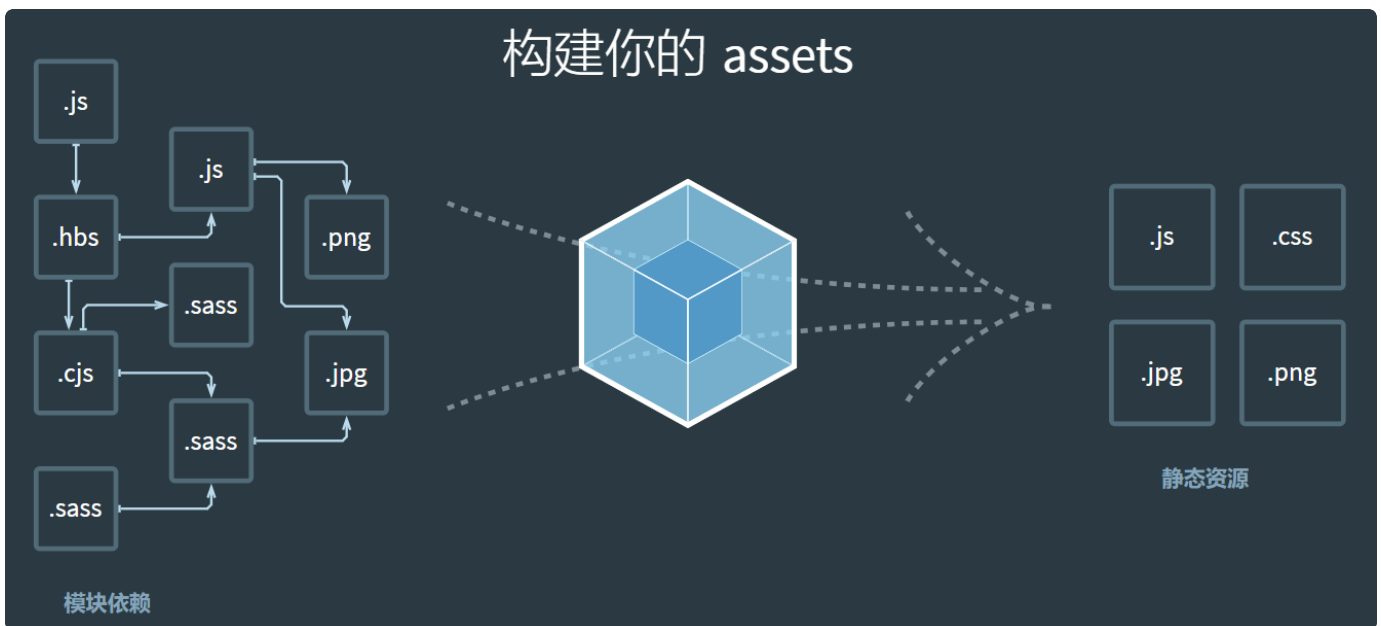 构建你的 assets
.js
.js
.hbs
.png
.sass
.cjs
.jpg
.sass
.sass
模块依赖
.js
.css
.jpg
.png
静态资源